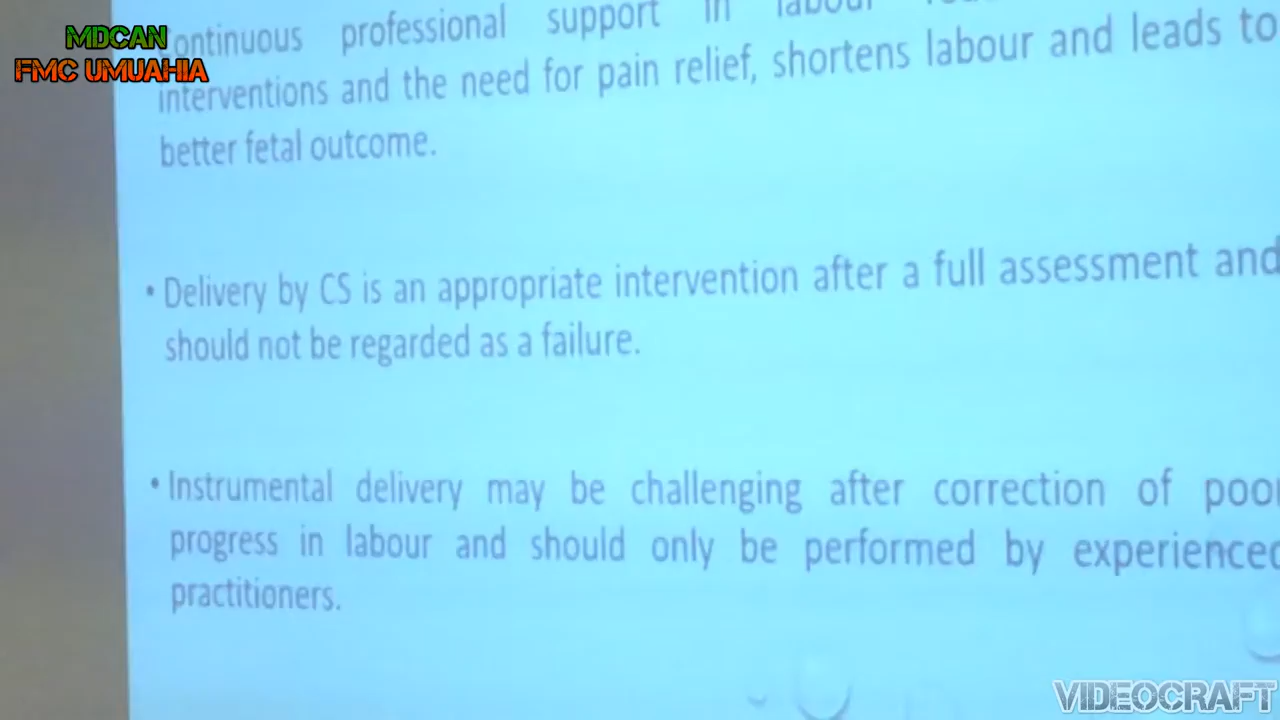 MDCAN
FMC UMUAHIA
ontinuous professional support in labour
interventions and the need for pain relief, shortens labour and leads to
better fetal outcome.
• Delivery by CS is an appropriate intervention after a full assessment and
should not be regarded as a failure.
• Instrumental delivery may be challenging after correction of poor
progress in labour and should only be performed by experienced
practitioners.
VIDEOCRAFT